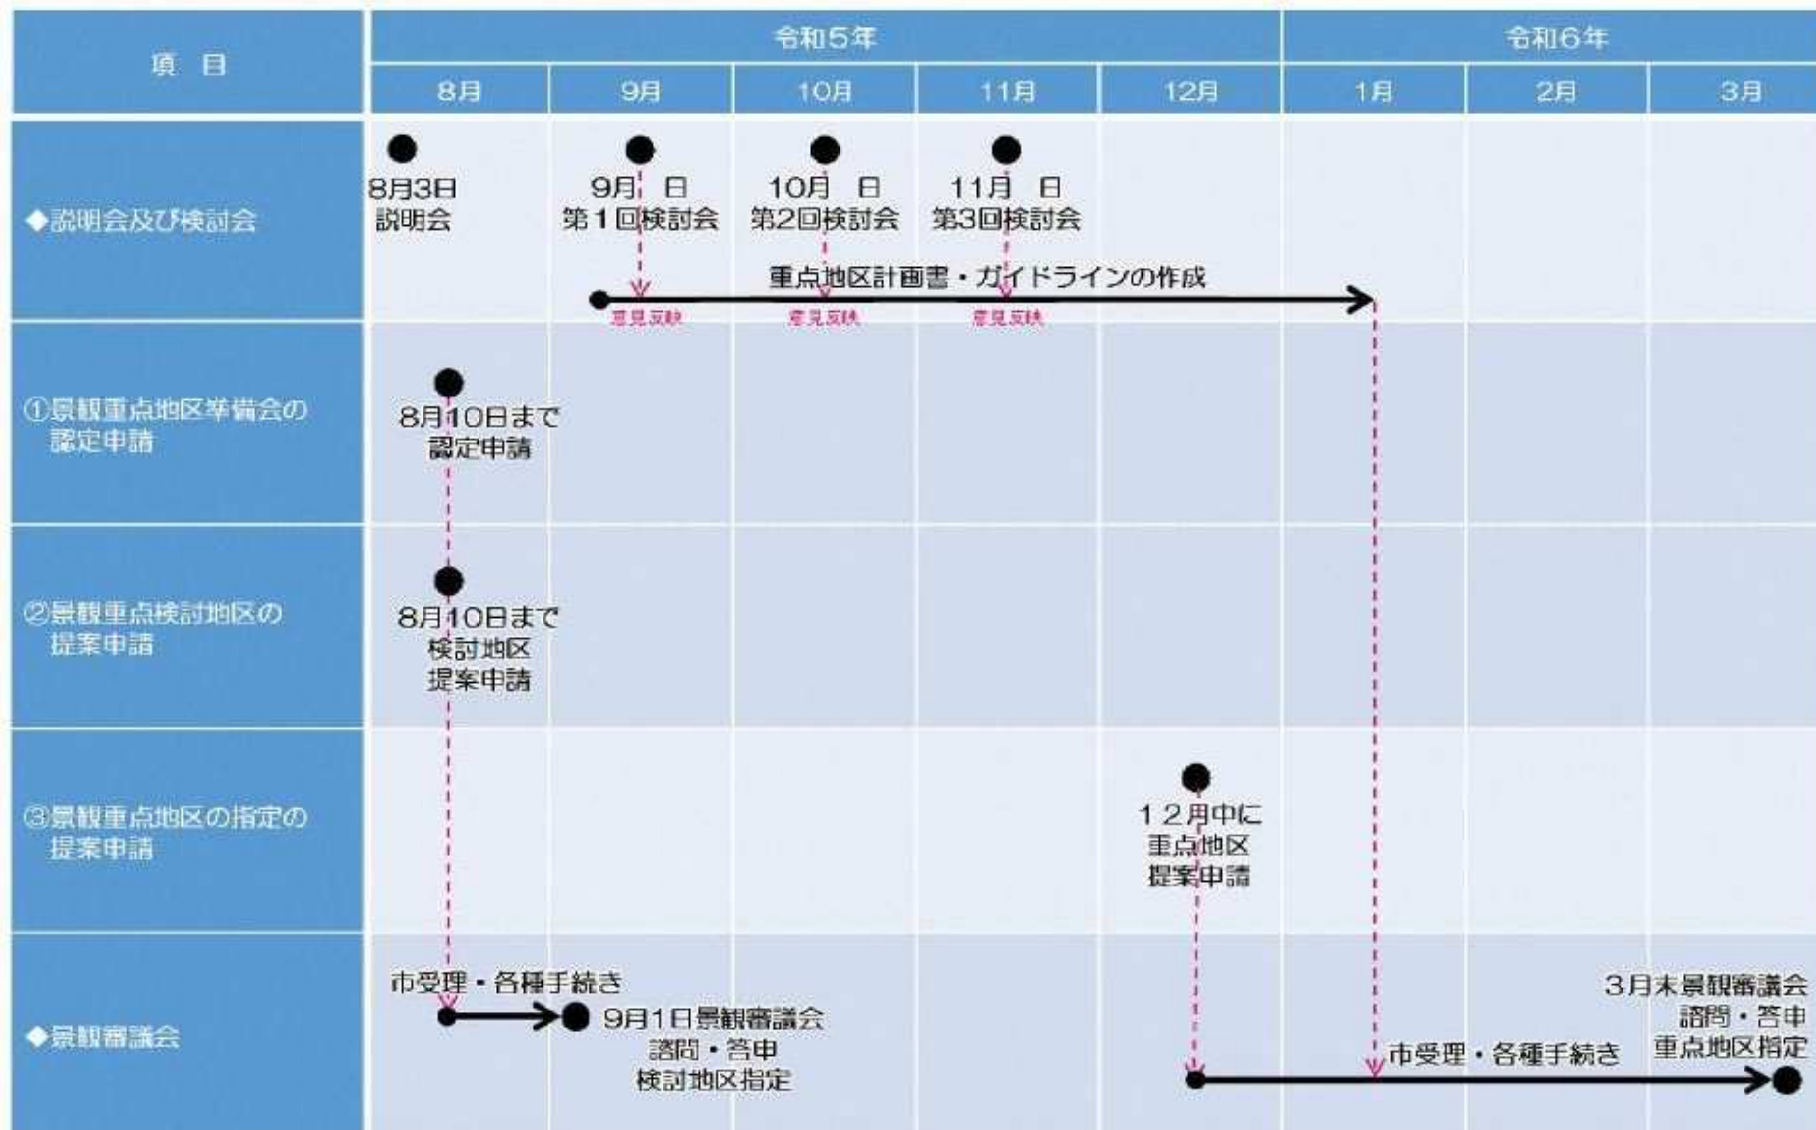 項　目
令和5年
令和6年
8月
9月
10月
11月
12月
1月
2月
3月
◆説明会及び検討会
8月3日
説明会
9月　日
第1回検討会
10月　日
第2回検討会
11月　日
第3回検討会
重点地区計画書・ガイドラインの作成
意見反映
意見反映
意見反映
①景観重点地区準備会の
認定申請
8月10日まで
認定申請
②景観重点検討地区の
提案申請
8月10日まで
検討地区
提案申請
③景観重点地区の指定の
提案申請
12月中に
重点地区
提案申請
◆景観審議会
市受理・各種手続き
9月1日景観審議会
諮問・答申
検討地区指定
市受理・各種手続き
3月末景観審議会
諮問・答申
重点地区指定